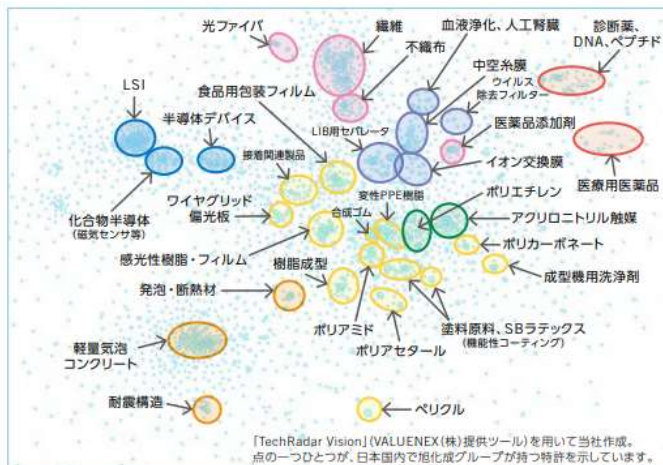 光ファイバ
繊維
血液浄化、人工腎臓
診断薬、
DNA、ペプチド
不織布
中空糸膜
LSI
食品用包装フィルム
ウイルス
除去フィルター
半導体デバイス
LIB用セパレータ
医薬品添加剤
接着関連製品
イオン交換膜
医療用医薬品
ワイヤグリッド
偏光板
変性PPE樹脂
ポリエチレン
化合物半導体
(磁気センサ等)
合成ゴム
アクリロニトリル触媒
感光性樹脂・フィルム
ポリカーボネート
樹脂成型
成型機用洗浄剤
発泡・断熱材
ポリアミド
塗料原料、SBラテックス
(機能性コーティング)
ポリアセタール
軽量気泡
コンクリート
耐震構造
ペリクル
「TechRadar Vision」(VALUENEX(株)提供ツール)を用いて当社作成。
点の一つひとつが、日本国内で旭化成グループが持つ特許を示しています。